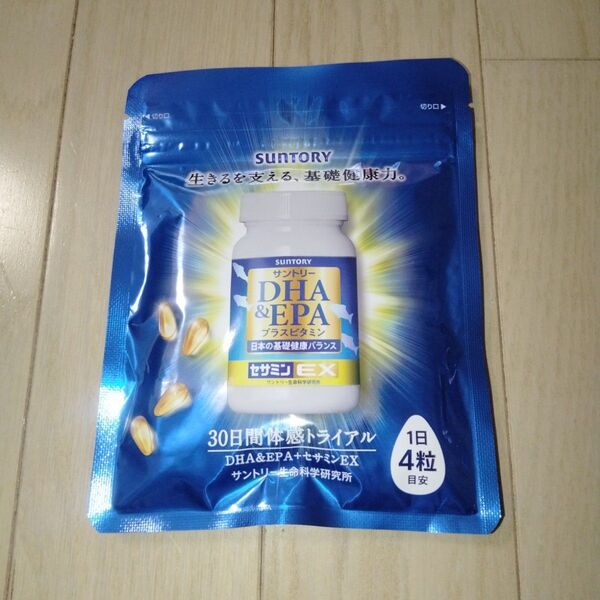 ◀切り口
切り口▶
SUNTORY
生きるを支える、基礎健康力。
SUNTORY
サントリー
DHA
&EPA
プラスビタミン
日本の基礎健康バランス
セサミンEX
サントリー生命科学研究所
30日間体感トライアル
DHA&EPA+セサミンEX
サントリー生命科学研究所
1日
4粒
目安